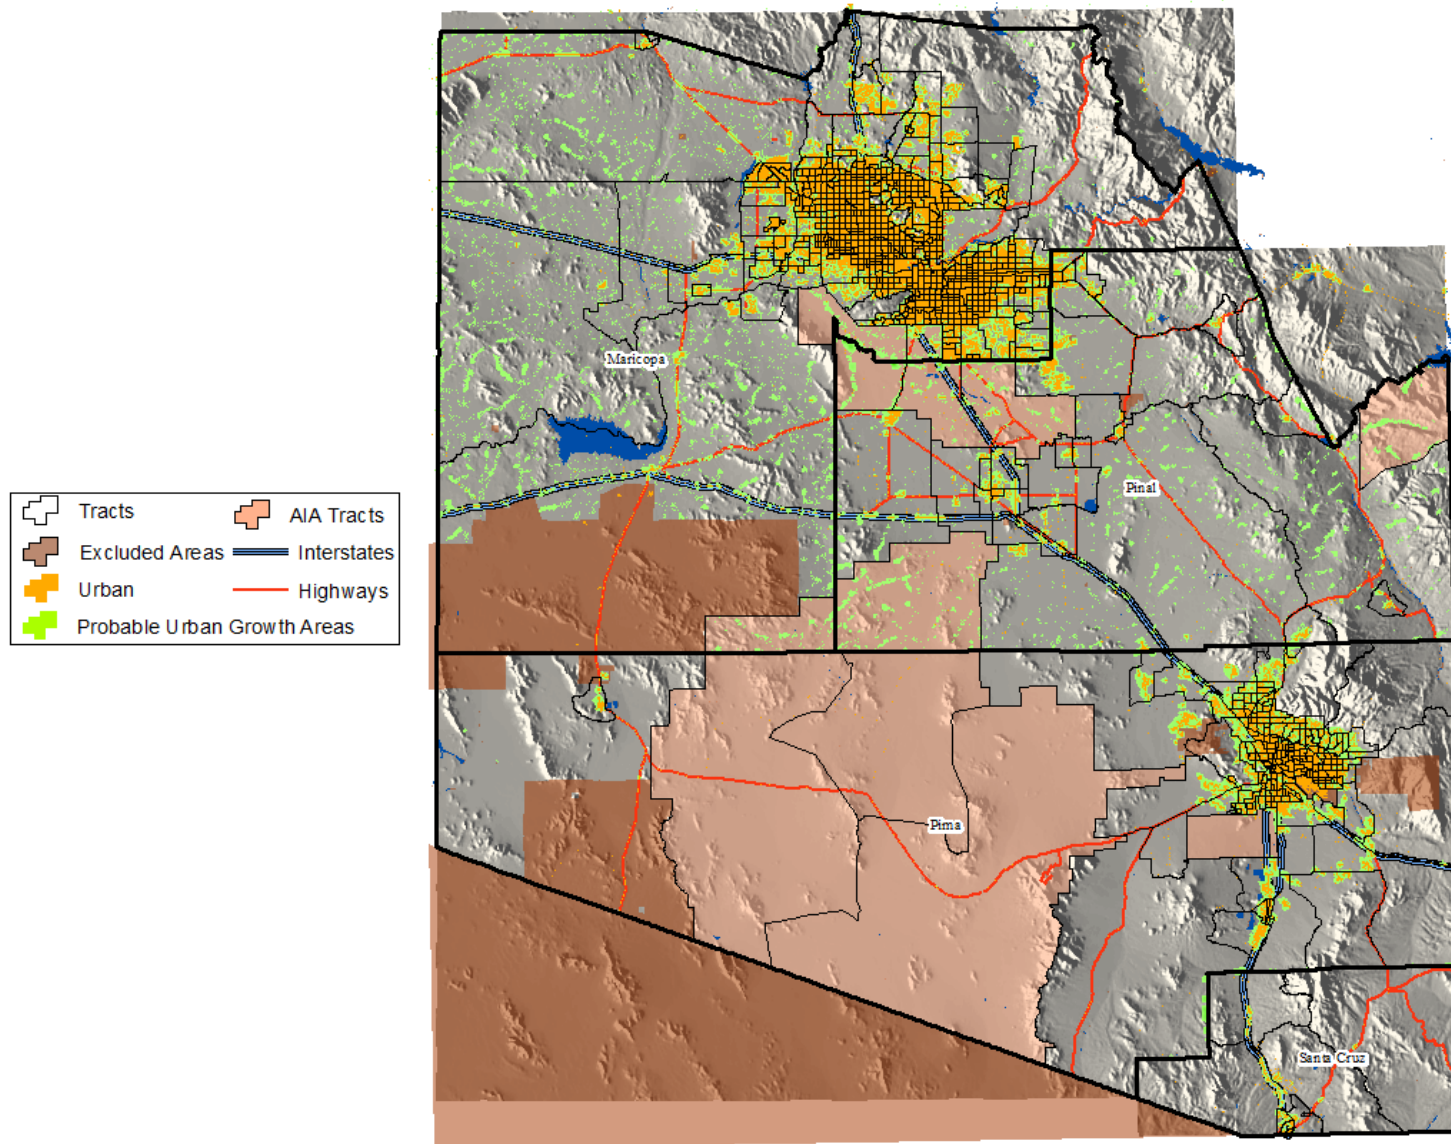 Maricopa
Pinal
Tracts
AIA Tracts
Excluded Areas
Interstates
Urban
Highways
Probable Urban Growth Areas
Pima
Santa Cruz